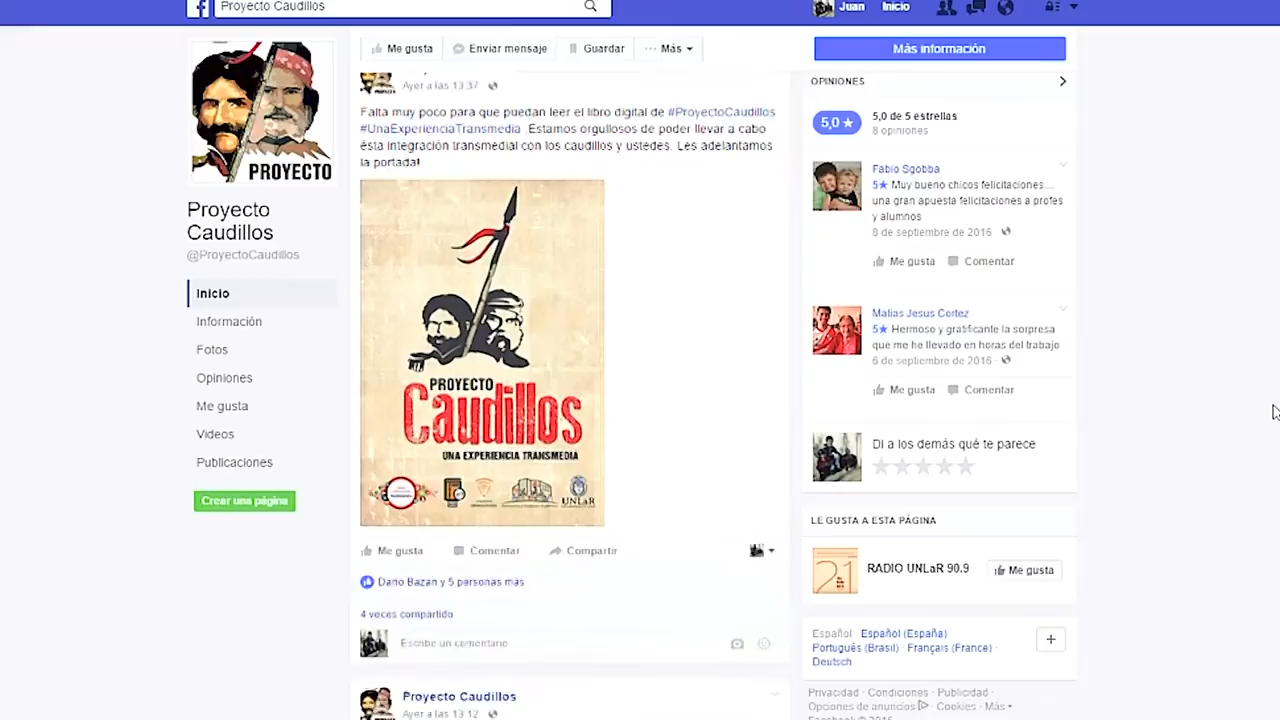 Proyecto Caudillos
Juan
Inicio
PROYECTO
Proyecto
Caudillos
@ProyectoCaudillos
Inicio
Información
Fotos
Opiniones
Me gusta
Videos
Publicaciones
Crear una página
Me gusta
Enviar mensaje
Guardar
Más
Ayer a las 13:37
Falta muy poco para que puedan leer el libro digital de #ProyectoCaudillos
#UnaExperienciaTransmedia Estamos orgullosos de poder llevar a cabo
ésta integración transmedial con los caudillos y ustedes. Les adelantamos
la portada!
PROYECTO
Caudillos
UNA EXPERIENCIA TRANSMEDIA
UNLaR
Me gusta
Comentar
Compartir
Dario Bazan y 5 personas más
4 veces compartido
Escribe un comentario
Proyecto Caudillos
Ayer a las 13:12
Más información
OPINIONES
5,0 ★
5,0 de 5 estrellas
8 opiniones
Fabio Sgobba
5★ Muy bueno chicos felicitaciones....
una gran apuesta felicitaciones a profes
y alumnos
8 de septiembre de 2016
Me gusta
Comentar
Matias Jesus Cortez
5★ Hermoso y gratificante la sorpresa
que me he llevado en horas del trabajo
6 de septiembre de 2016 ·
Me gusta
Comentar
Di a los demás qué te parece
LE GUSTA A ESTA PÁGINA
21
RADIO UNLaR 90.9
Me gusta
Español · Español (España) ·
Português (Brasil) · Français (France) ·
Deutsch
Privacidad · Condiciones · Publicidad ·
Opciones de anuncios · Cookies · Más
Facebook © 2016